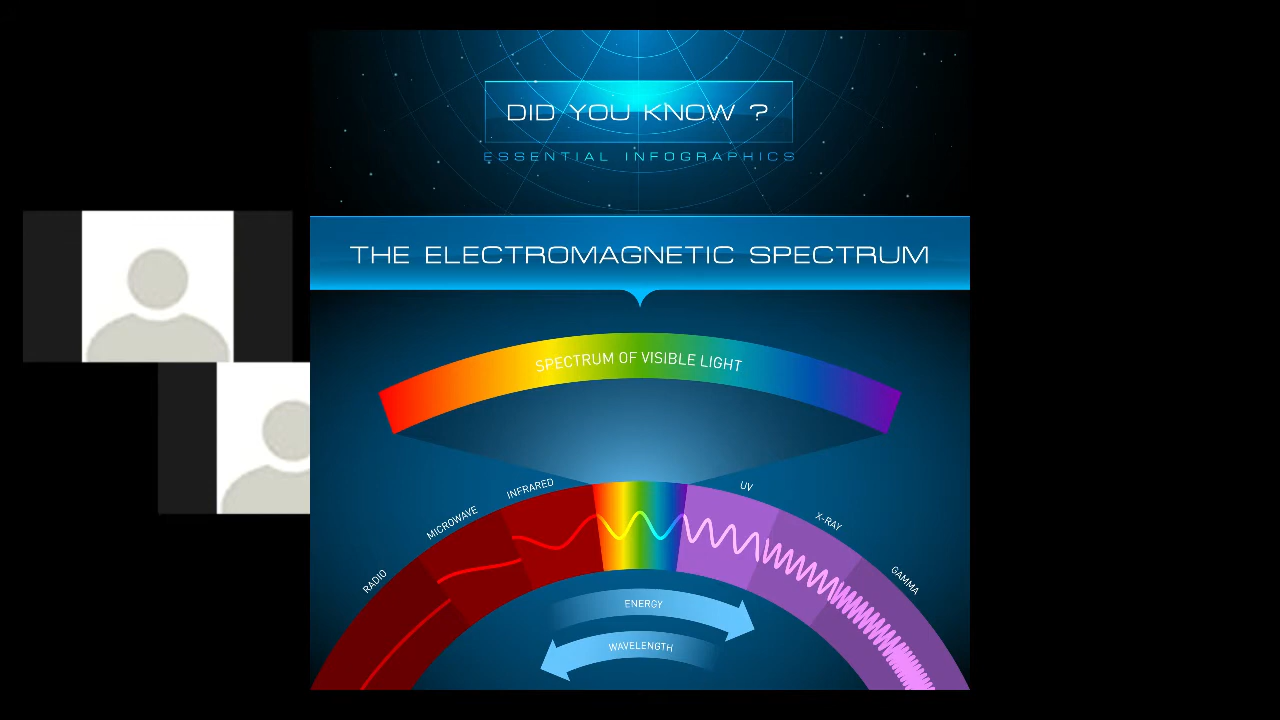 DID YOU KNOW ?
ESSENTIAL INFOGRAPHICS
THE ELECTROMAGNETIC SPECTRUM
SPECTRUM OF VISIBLE LIGHT
RADIO
MICROWAVE
INFRARED
UV
X-RAY
GAMMA
ENERGY
WAVELENGTH